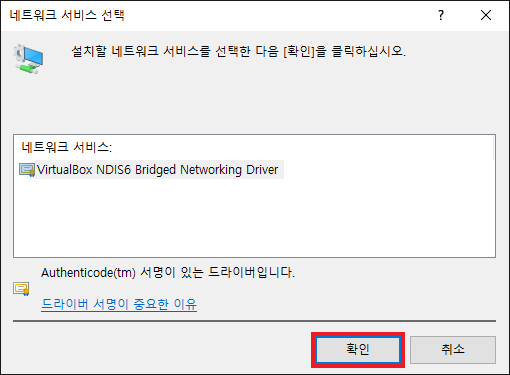 네트워크 서비스 선택
?
설치할 네트워크 서비스를 선택한 다음 [확인]을 클릭하십시오.
네트워크 서비스:
VirtualBox NDIS6 Bridged Networking Driver
Authenticode(tm) 서명이 있는 드라이버입니다.
드라이버 서명이 중요한 이유
확인
취소